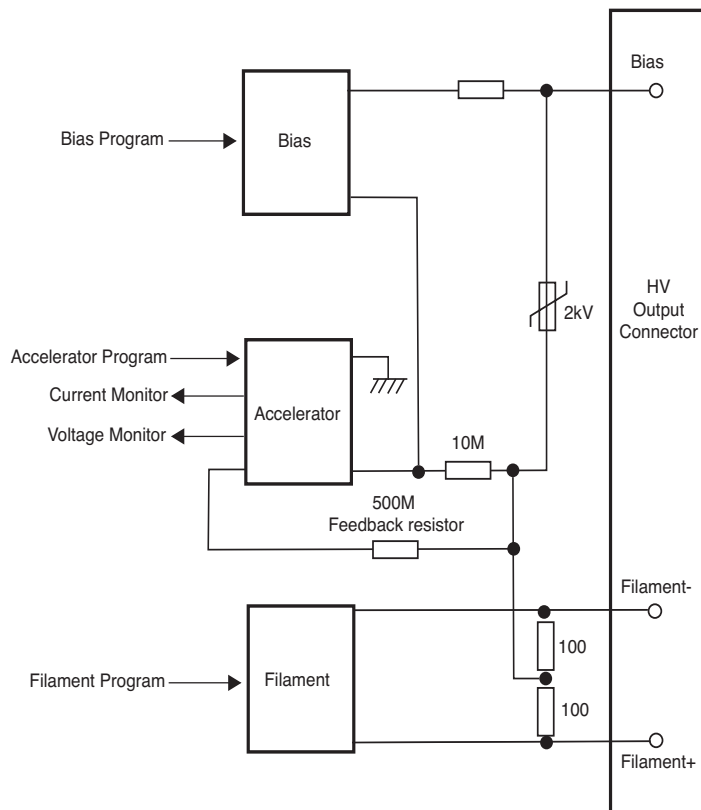 Bias
Bias Program
Bias
HV
Output
Connector
2kV
Accelerator Program
Current Monitor
Accelerator
Voltage Monitor
10M
500M
Feedback resistor
Filament-
100
Filament Program
Filament
100
Filament+